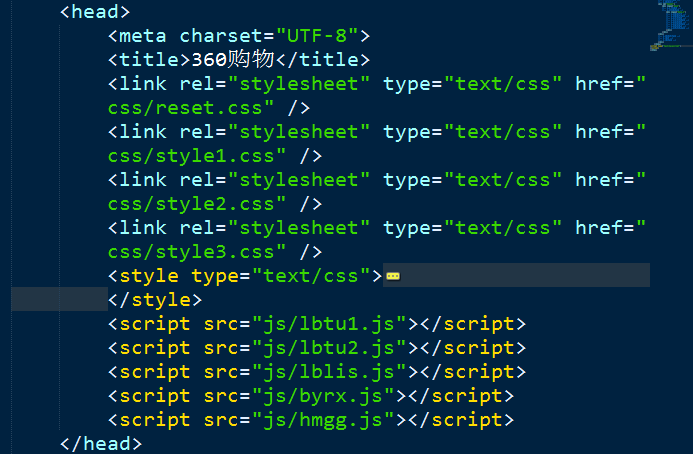 <head>
<meta charset="UTF-8">
<title>360购物</title>
<link rel="stylesheet" type="text/css" href="
css/reset.css" />
<link rel="stylesheet" type="text/css" href="
css/style1.css" />
<link rel="stylesheet" type="text/css" href="
css/style2.css" />
<link rel="stylesheet" type="text/css" href="
css/style3.css" />
<style type="text/css">
</style>
<script src="js/lbtu1.js"></script>
<script src="js/lbtu2.js"></script>
<script src="js/lblis.js"></script>
<script src="js/byrx.js"></script>
<script src="js/hmgg.js"></script>
</head>